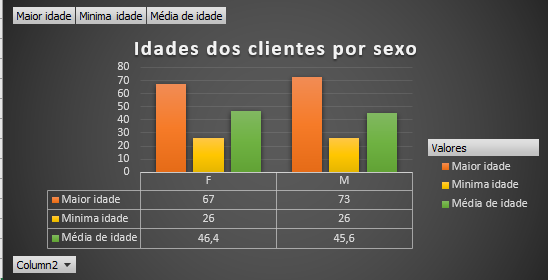 Maior idade Minima idade Média de idade
Idades dos clientes por sexo
80
70
60
50
40
30
20
10
0
F M
Maior idade 67 73
Minima idade 26 26
Média de idade 46,4 45,6
Valores
Maior idade
Minima idade
Média de idade
Column2